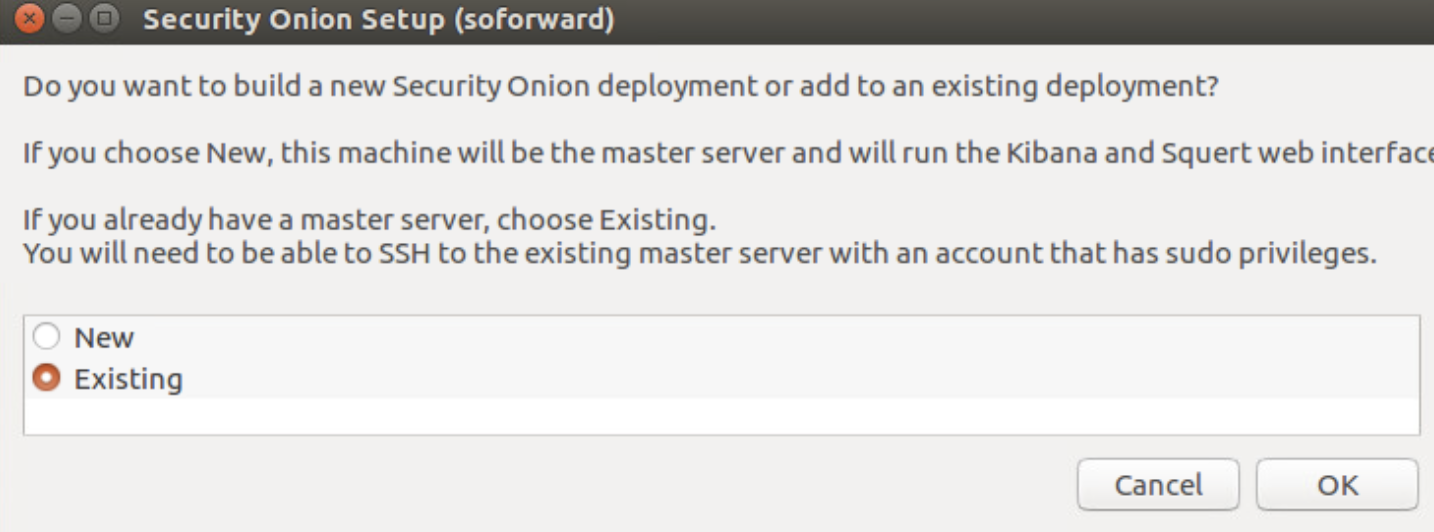 Security Onion Setup (soforward)
Do you want to build a new Security Onion deployment or add to an existing deployment?
If you choose New, this machine will be the master server and will run the Kibana and Squert web interface
If you already have a master server, choose Existing.
You will need to be able to SSH to the existing master server with an account that has sudo privileges.
New
Existing
Cancel OK